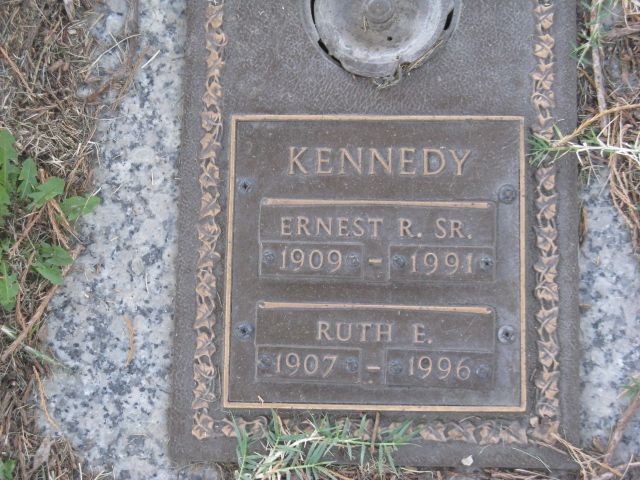 KENNEDY
ERNEST R. SR.
1909 - 1991
RUTH E.
1907 - 1996